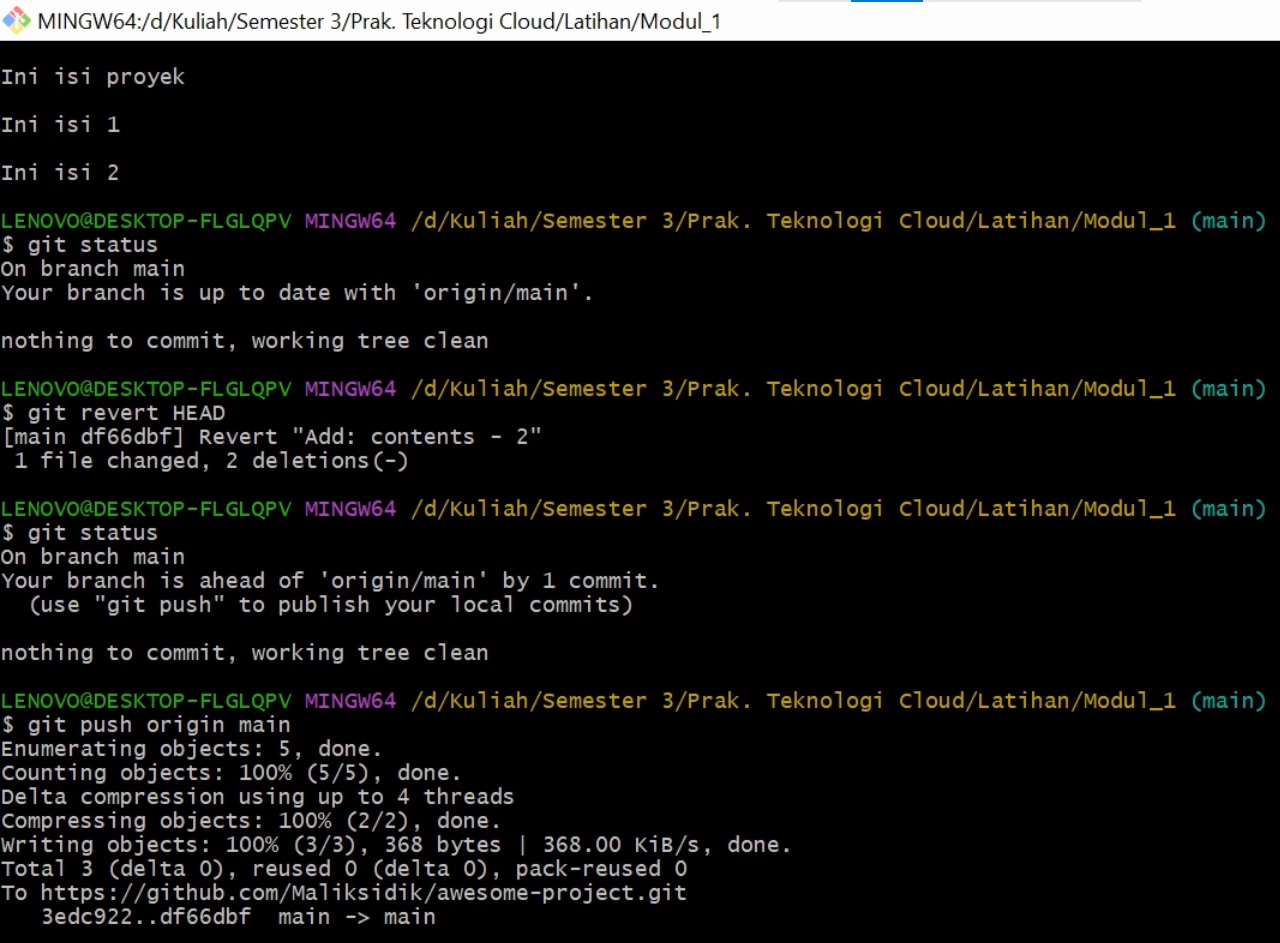 MINGW64:/d/Kuliah/Semester 3/Prak. Teknologi Cloud/Latihan/Modul_1
Ini isi proyek
Ini isi 1
Ini isi 2
LENOVO@DESKTOP-FLGLQPV MINGW64 /d/Kuliah/Semester 3/Prak. Teknologi Cloud/Latihan/Modul_1 (main)
$ git status
On branch main
Your branch is up to date with 'origin/main'.
nothing to commit, working tree clean
LENOVO@DESKTOP-FLGLQPV MINGW64 /d/Kuliah/Semester 3/Prak. Teknologi Cloud/Latihan/Modul_1 (main)
$ git revert HEAD
[main df66dbf] Revert "Add: contents - 2"
 1 file changed, 2 deletions(-)
LENOVO@DESKTOP-FLGLQPV MINGW64 /d/Kuliah/Semester 3/Prak. Teknologi Cloud/Latihan/Modul_1 (main)
$ git status
On branch main
Your branch is ahead of 'origin/main' by 1 commit.
  (use "git push" to publish your local commits)
nothing to commit, working tree clean
LENOVO@DESKTOP-FLGLQPV MINGW64 /d/Kuliah/Semester 3/Prak. Teknologi Cloud/Latihan/Modul_1 (main)
$ git push origin main
Enumerating objects: 5, done.
Counting objects: 100% (5/5), done.
Delta compression using up to 4 threads
Compressing objects: 100% (2/2), done.
Writing objects: 100% (3/3), 368 bytes | 368.00 KiB/s, done.
Total 3 (delta 0), reused 0 (delta 0), pack-reused 0
To https://github.com/Maliksidik/awesome-project.git
   3edc922..df66dbf  main -> main